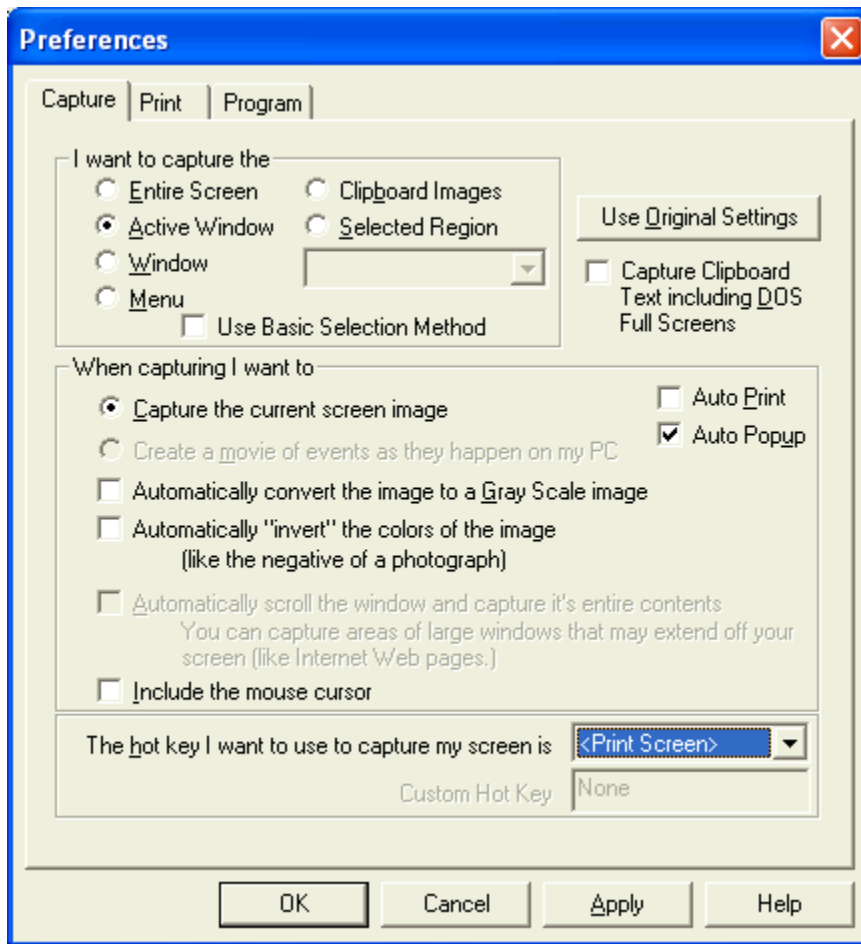 Preferences
Capture Print Program
I want to capture the
Entire Screen Clipboard Images
Active Window Selected Region
Window
Menu
Use Basic Selection Method
Use Original Settings
Capture Clipboard
Text including DOS
Full Screens
When capturing I want to
Capture the current screen image
Auto Print
Auto Popup
Create a movie of events as they happen on my PC
Automatically convert the image to a Gray Scale image
Automatically "invert" the colors of the image
(like the negative of a photograph)
Automatically scroll the window and capture it's entire contents
You can capture areas of large windows that may extend off your
screen (like Internet Web pages.)
Include the mouse cursor
The hot key I want to use to capture my screen is <Print Screen>
Custom Hot Key None
OK Cancel Apply Help